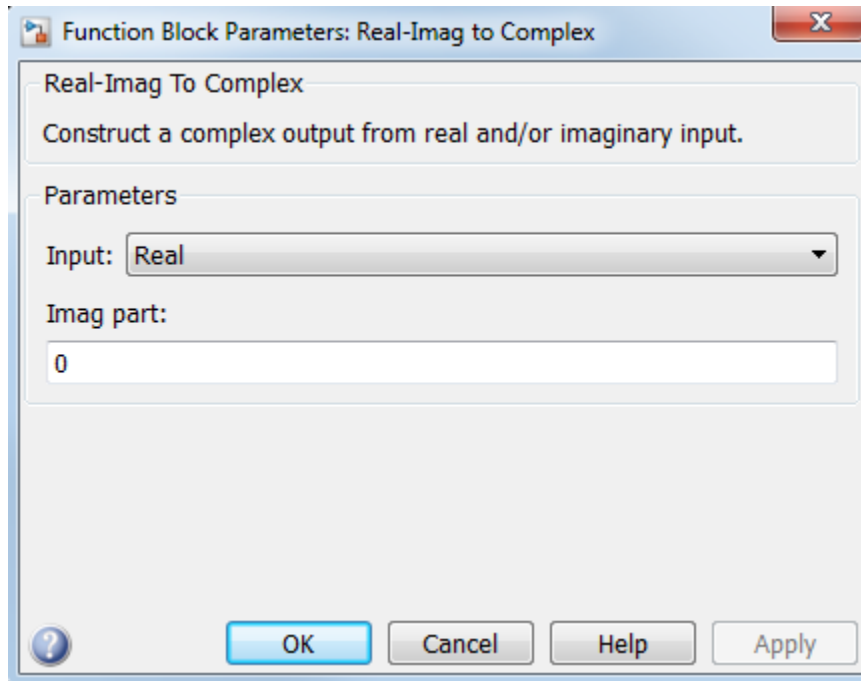 Function Block Parameters: Real-Imag to Complex
Real-Imag To Complex
Construct a complex output from real and/or imaginary input.
Parameters
Input: Real
Imag part:
0
OK Cancel Help Apply